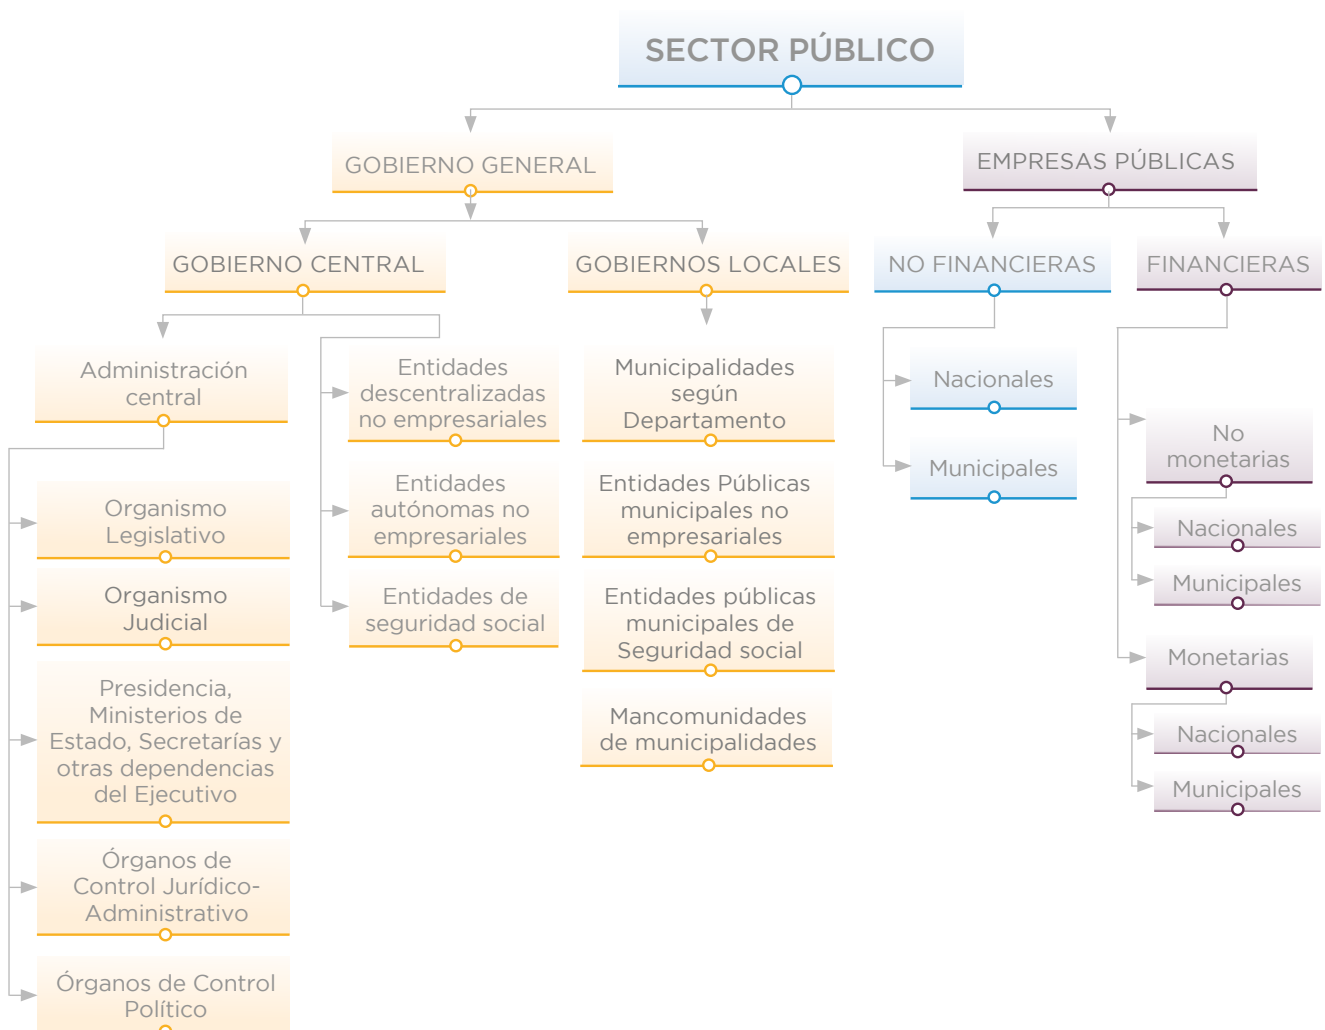 SECTOR PÚBLICO
GOBIERNO GENERAL
EMPRESAS PÚBLICAS
GOBIERNO CENTRAL
GOBIERNOS LOCALES
NO FINANCIERAS
FINANCIERAS
Administración
central
Organismo
Legislativo
Organismo
Judicial
Presidencia,
Ministerios de
Estado, Secretarías y
otras dependencias
del Ejecutivo
Órganos de
Control Jurídico-
Administrativo
Órganos de Control
Político
Entidades
descentralizadas
no empresariales
Entidades
autónomas no
empresariales
Entidades de
seguridad social
Municipalidades
según
Departamento
Entidades Públicas
municipales no
empresariales
Entidades públicas
municipales de
Seguridad social
Mancomunidades
de municipalidades
Nacionales
Municipales
No
monetarias
Nacionales
Municipales
Monetarias
Nacionales
Municipales